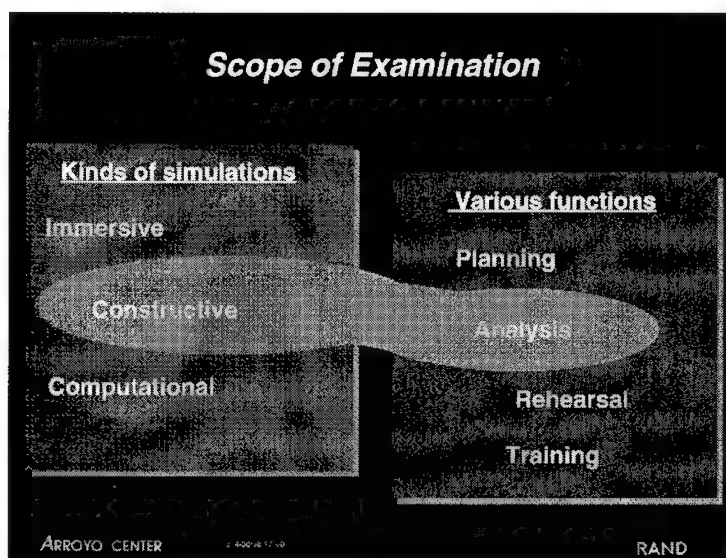 Scope of Examination
Kinds of simulations
Immersive
Constructive
Computational
Various functions
Planning
Analysis
Rehearsal
Training
ARROYO CENTER
RAND